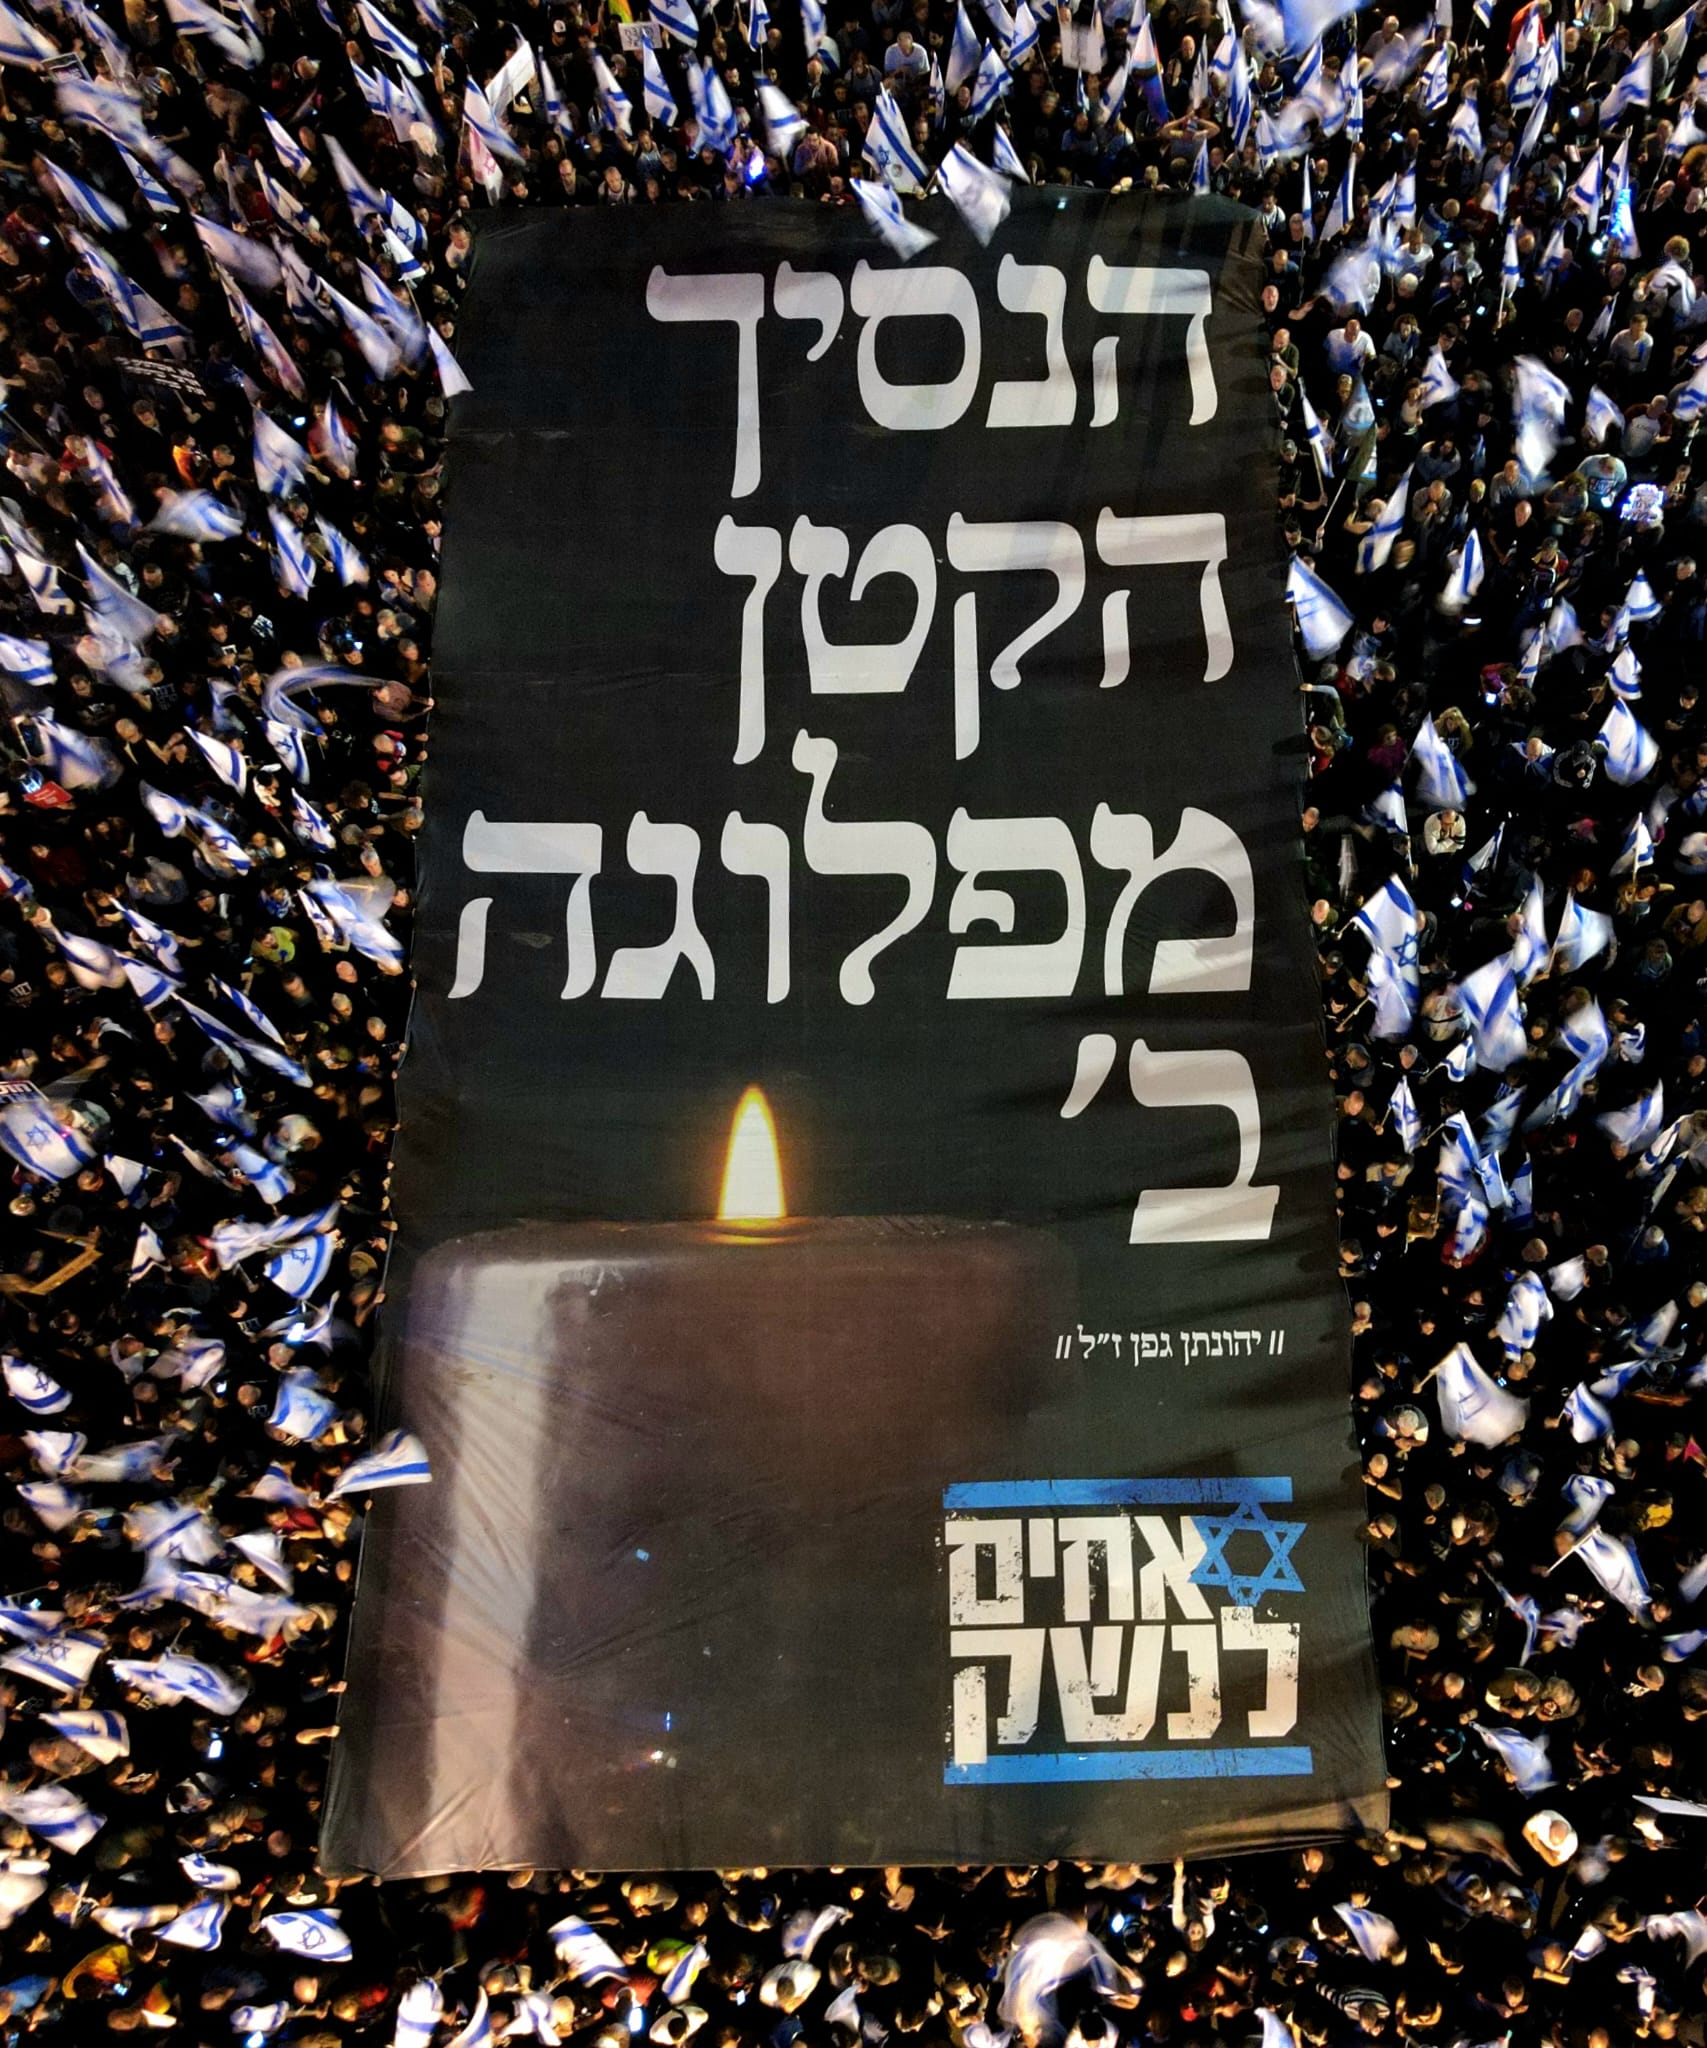 הנסיך
הקטן
מפלוגה
ב'
// יהונתן גפן ז״ל //
אחים
לנשק